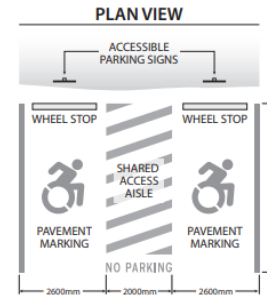 PLAN VIEW
ACCESSIBLE
PARKING SIGNS
WHEEL STOP
WHEEL STOP
SHARED
ACCESS
AISLE
PAVEMENT
MARKING
PAVEMENT
MARKING
NO PARKING
2600mm
2000mm
2600mm